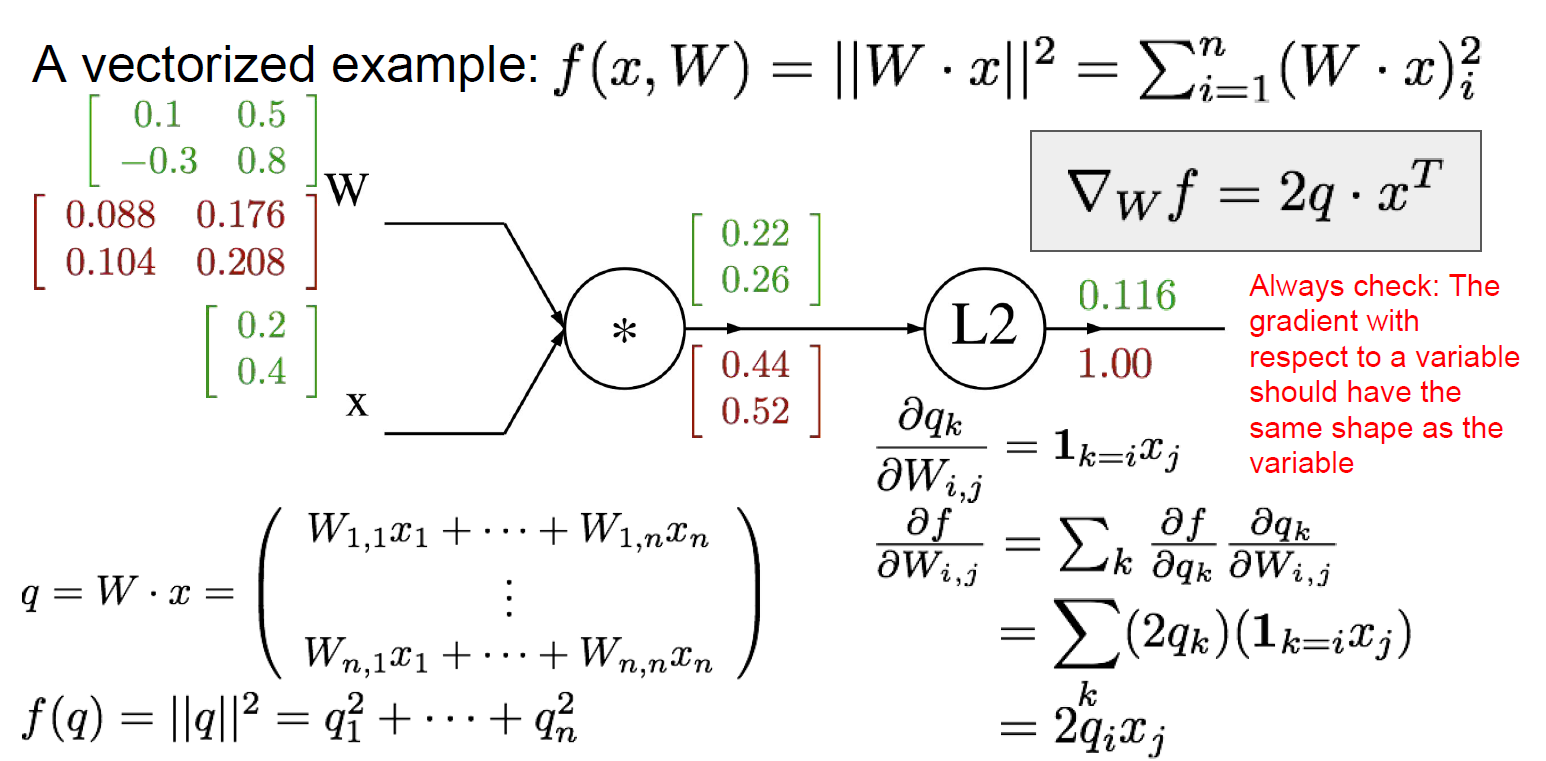 A vectorized example: f(x, W) = ||W · x||² = ∑ᵢ₌₁ⁿ(W · x)ᵢ²
[ 0.1 0.5
−0.3 0.8 ]
W
[ 0.088 0.176
0.104 0.208 ]
[ 0.2
0.4 ]
x
*
[ 0.22
0.26 ]
[ 0.44
0.52 ]
L2
0.116
1.00
∇_W f = 2q · x^T
Always check: The
gradient with
respect to a variable
should have the
same shape as the
variable
∂q_k/∂W_{i,j} = 𝟏_{k=i}x_j
∂f/∂W_{i,j} = ∑_k ∂f/∂q_k ∂q_k/∂W_{i,j}
= ∑_k (2q_k)(𝟏_{k=i}x_j)
= 2q_i x_j
q = W · x = ( W_{1,1}x_1 + ⋯ + W_{1,n}x_n
⋮
W_{n,1}x_1 + ⋯ + W_{n,n}x_n )
f(q) = ||q||² = q_1² + ⋯ + q_n²